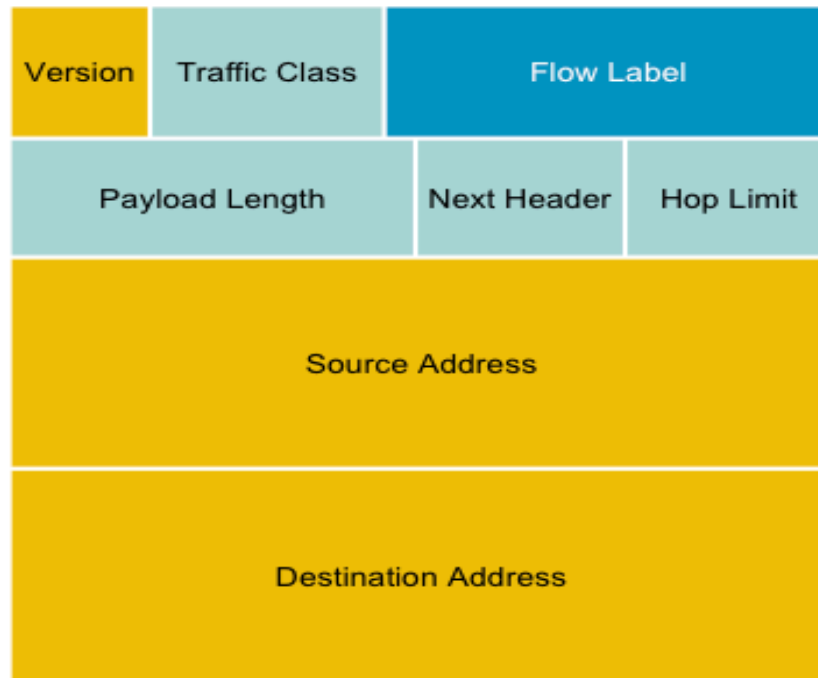 Version Traffic Class Flow Label
Payload Length Next Header Hop Limit
Source Address
Destination Address